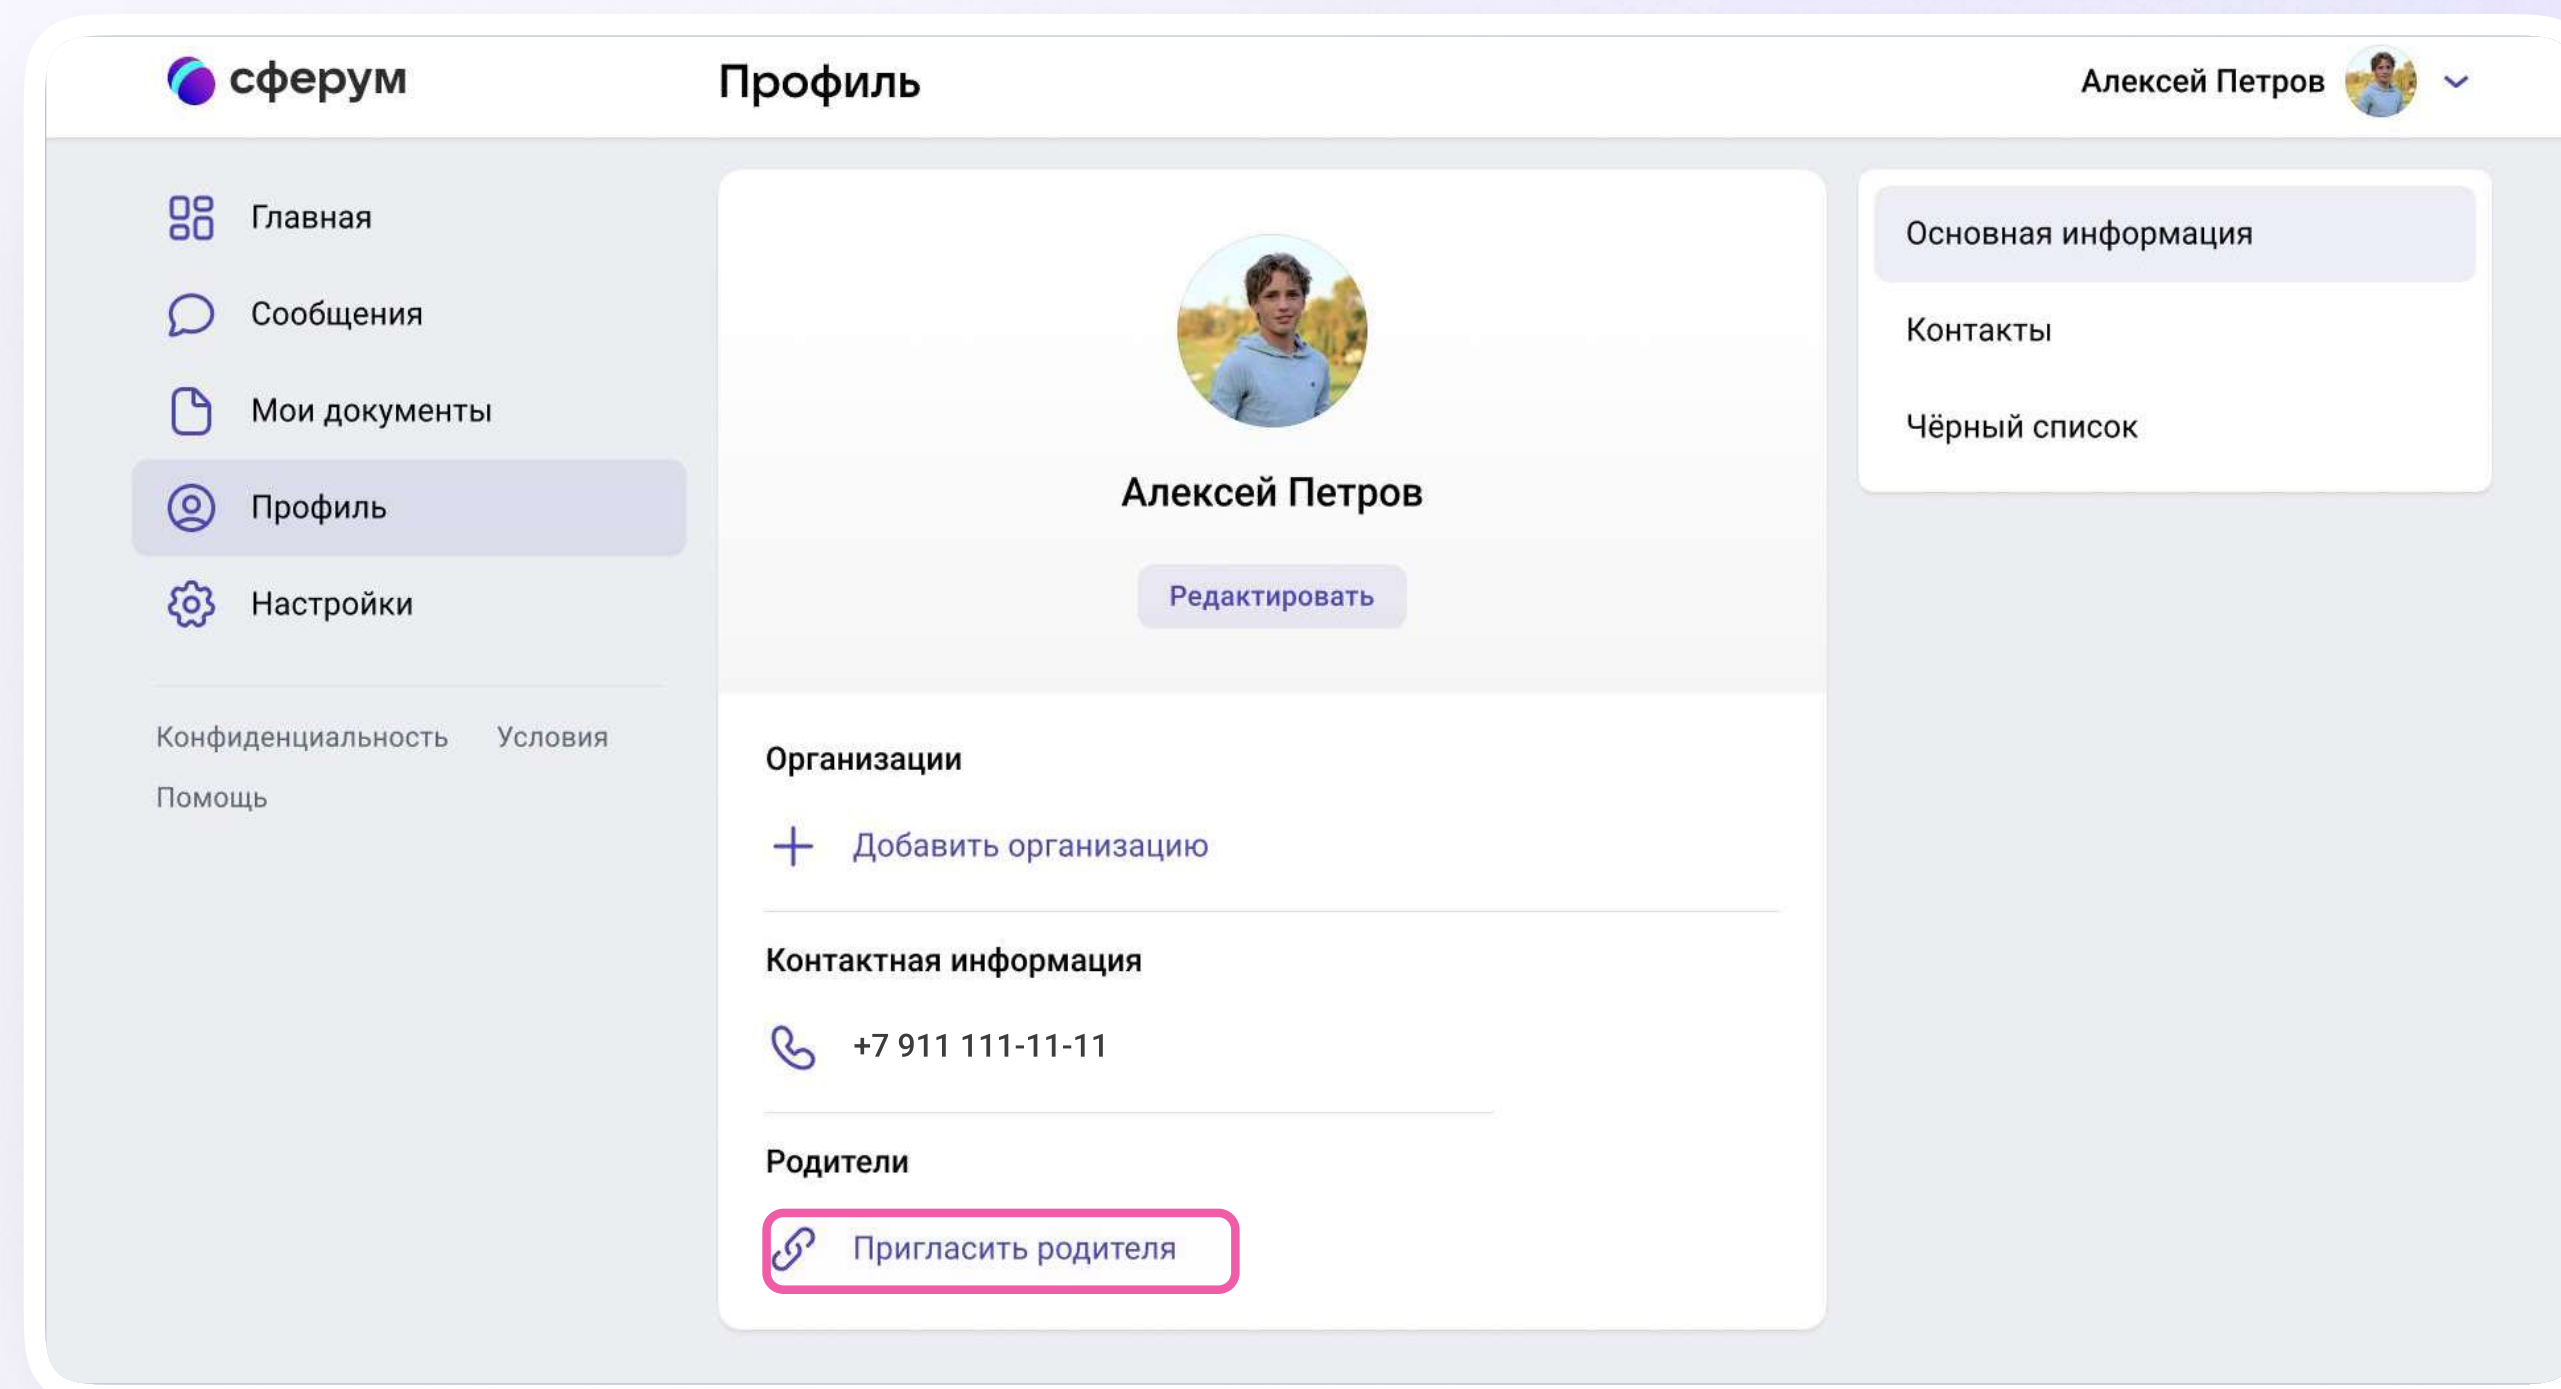 сферум
Профиль
Алексей Петров
Главная
Сообщения
Мои документы
Профиль
Настройки
Конфиденциальность Условия
Помощь
Алексей Петров
Редактировать
Организации
Добавить организацию
Контактная информация
+7 911 111-11-11
Родители
Пригласить родителя
Основная информация
Контакты
Чёрный список